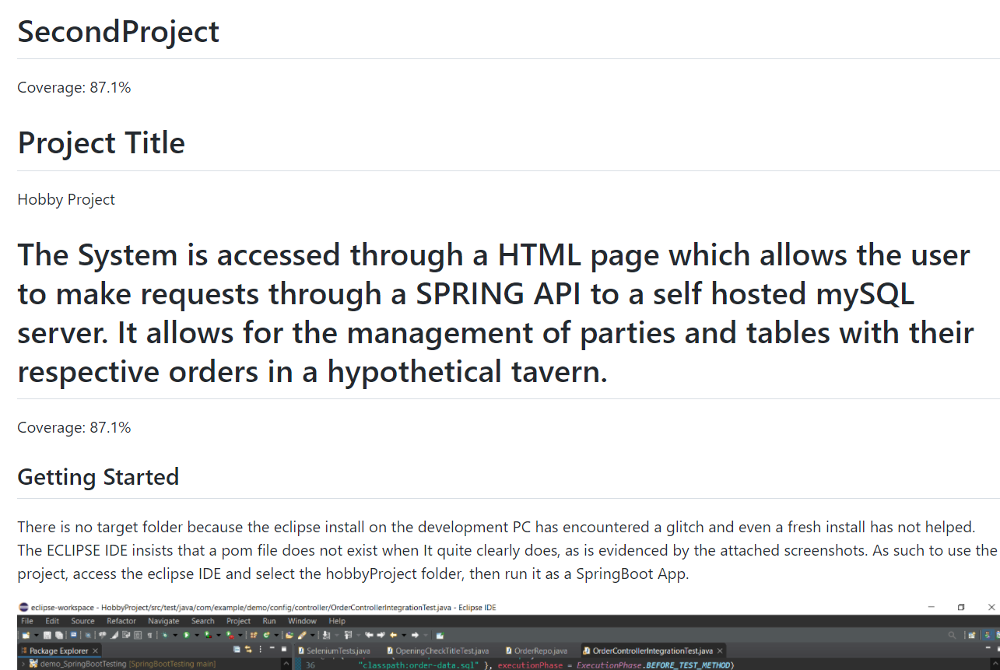 SecondProject
Coverage: 87.1%
Project Title
Hobby Project
The System is accessed through a HTML page which allows the user
to make requests through a SPRING API to a self hosted mySQL
server. It allows for the management of parties and tables with their
respective orders in a hypothetical tavern.
Coverage: 87.1%
Getting Started
There is no target folder because the eclipse install on the development PC has encountered a glitch and even a fresh install has not helped.
The ECLIPSE IDE insists that a pom file does not exist when It quite clearly does, as is evidenced by the attached screenshots. As such to use the
project, access the eclipse IDE and select the hobbyProject folder, then run it as a SpringBoot App.
eclipse-workspace - HobbyProject/src/test/java/com/example/demo/config/controller/OrderControllerIntegrationTest.java - Eclipse IDE
File Edit Source Refactor Navigate Search Project Run Window Help
Package Explorer SeleniumTests.java OpeningCheckTitleTest.java OrderRepo.java OrderControllerIntegrationTest.java
demo_SpringBootTesting [SpringBootTesting main] 36 "classpath:order-data.sql" }, executionPhase = ExecutionPhase.BEFORE_TEST_METHOD)